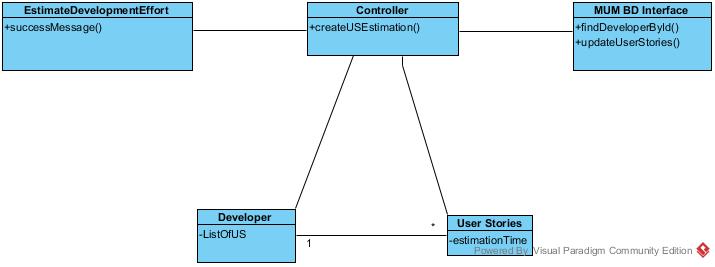 EstimateDevelopmentEffort
+successMessage()
Controller
+createUSEstimation()
MUM BD Interface
+findDeveloperById()
+updateUserStories()
Developer
-ListOfUS
1
*
User Stories
-estimationTime
Powered By Visual Paradigm Community Edition